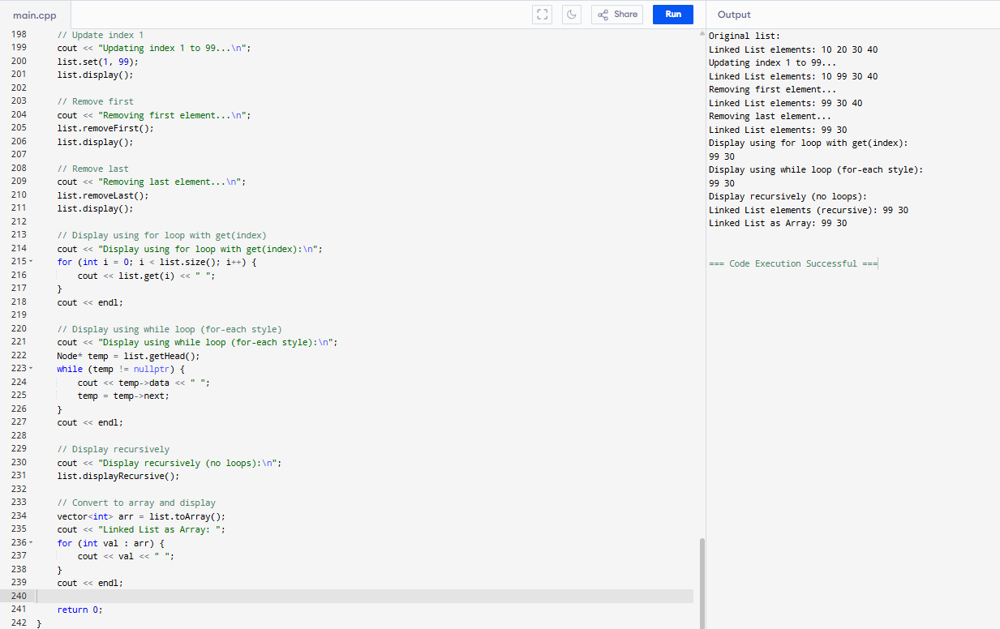 main.cpp
Share
Run
Output
198 // Update index 1
199 cout << "Updating index 1 to 99...\n";
200 list.set(1, 99);
201 list.display();
202
203 // Remove first
204 cout << "Removing first element...\n";
205 list.removeFirst();
206 list.display();
207
208 // Remove last
209 cout << "Removing last element...\n";
210 list.removeLast();
211 list.display();
212
213 // Display using for loop with get(index)
214 cout << "Display using for loop with get(index):\n";
215 for (int i = 0; i < list.size(); i++) {
216 cout << list.get(i) << " ";
217 }
218 cout << endl;
219
220 // Display using while loop (for-each style)
221 cout << "Display using while loop (for-each style):\n";
222 Node* temp = list.getHead();
223 while (temp != nullptr) {
224 cout << temp->data << " ";
225 temp = temp->next;
226 }
227 cout << endl;
228
229 // Display recursively
230 cout << "Display recursively (no loops):\n";
231 list.displayRecursive();
232
233 // Convert to array and display
234 vector<int> arr = list.toArray();
235 cout << "Linked List as Array: ";
236 for (int val : arr) {
237 cout << val << " ";
238 }
239 cout << endl;
240
241 return 0;
242 }
Original list:
Linked List elements: 10 20 30 40
Updating index 1 to 99...
Linked List elements: 10 99 30 40
Removing first element...
Linked List elements: 99 30 40
Removing last element...
Linked List elements: 99 30
Display using for loop with get(index):
99 30
Display using while loop (for-each style):
99 30
Display recursively (no loops):
Linked List elements (recursive): 99 30
Linked List as Array: 99 30
=== Code Execution Successful ===